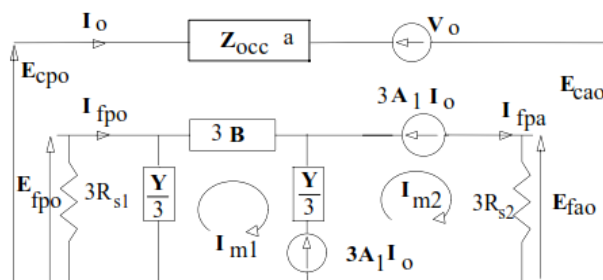 I o
Z occ a
V o
E cpo
E cao
I fpo
3 B
3 A 1 I o
I fpa
E fpo
3R s1
Y
3
Y
3
I m1
I m2
3R s2
E fao
3A 1 I o